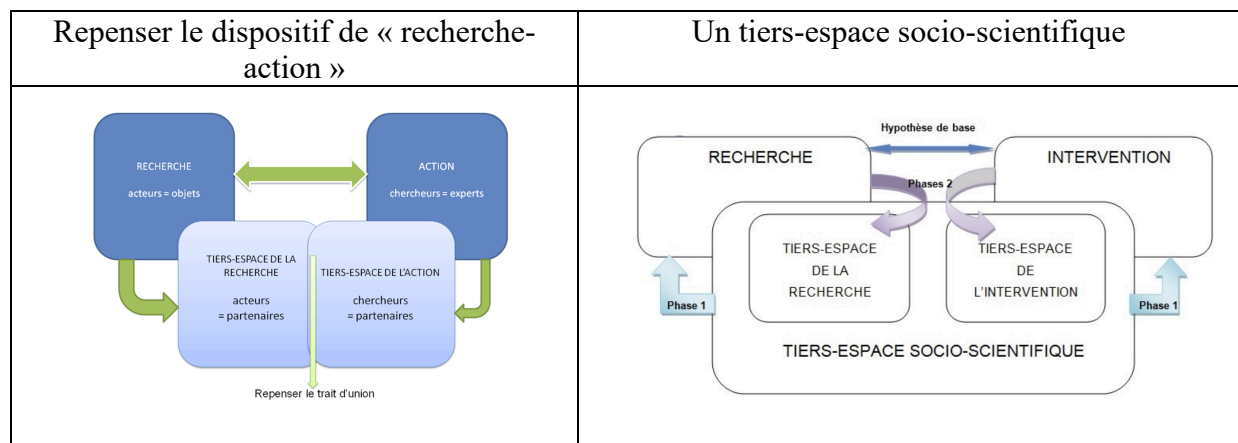 Repenser le dispositif de « recherche-
action »
Un tiers-espace socio-scientifique
RECHERCHE
acteurs = objets
ACTION
chercheurs = experts
TIERS-ESPACE DE LA
RECHERCHE
acteurs
= partenaires
TIERS-ESPACE DE L'ACTION
chercheurs
= partenaires
Repenser le trait d'union
Hypothèse de base
RECHERCHE
INTERVENTION
Phases 2
TIERS-ESPACE
DE LA
RECHERCHE
TIERS-ESPACE
DE
L'INTERVENTION
Phase 1
Phase 1
TIERS-ESPACE SOCIO-SCIENTIFIQUE